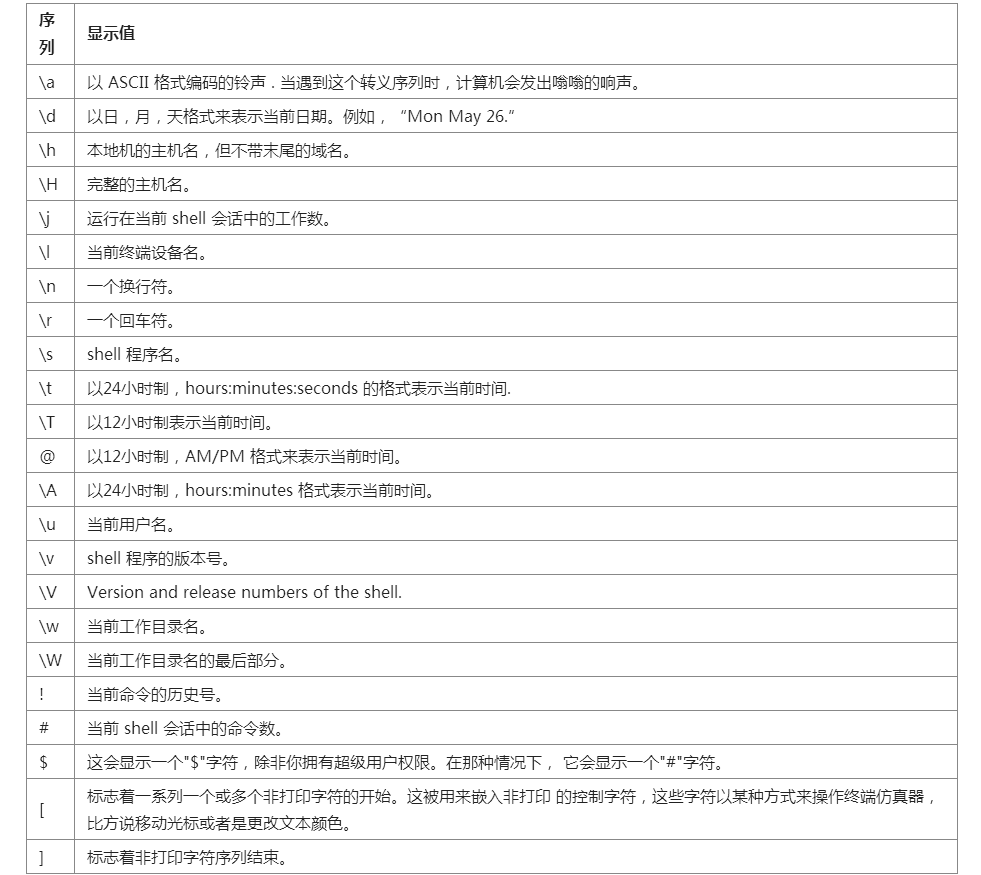 序
列
显示值
\a 以 ASCII 格式编码的铃声 . 当遇到这个转义序列时，计算机会发出嗡嗡的响声。
\d 以日，月，天格式来表示当前日期。例如， “Mon May 26.“
\h 本地机的主机名，但不带末尾的域名。
\H 完整的主机名。
\j 运行在当前 shell 会话中的工作数。
\l 当前终端设备名。
\n 一个换行符。
\r 一个回车符。
\s shell 程序名。
\t 以24小时制，hours:minutes:seconds 的格式表示当前时间.
\T 以12小时制表示当前时间。
@ 以12小时制，AM/PM 格式来表示当前时间。
\A 以24小时制，hours:minutes 格式表示当前时间。
\u 当前用户名。
\v shell 程序的版本号。
\V Version and release numbers of the shell.
\w 当前工作目录名。
\W 当前工作目录名的最后部分。
! 当前命令的历史号。
# 当前 shell 会话中的命令数。
$ 这会显示一个"$"字符，除非你拥有超级用户权限。在那种情况下， 它会显示一个"#"字符。
[ 标志着一系列一个或多个非打印字符的开始。这被用来嵌入非打印 的控制字符，这些字符以某种方式来操作终端仿真器，
比方说移动光标或者是更改文本颜色。
] 标志着非打印字符序列结束。